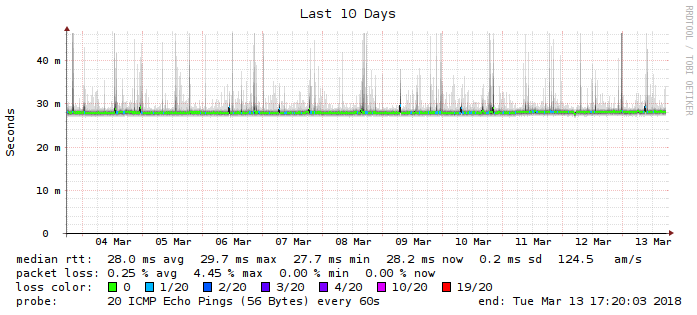 Last 10 Days
RRDTOOL / TOBI OETIKER
Seconds
40 m
30 m
20 m
10 m
0
04 Mar 05 Mar 06 Mar 07 Mar 08 Mar 09 Mar 10 Mar 11 Mar 12 Mar 13 Mar
median rtt: 28.0 ms avg 29.7 ms max 27.7 ms min 28.2 ms now 0.2 ms sd 124.5 am/s
packet loss: 0.25 % avg 4.45 % max 0.00 % min 0.00 % now
loss color: 0 1/20 2/20 3/20 4/20 10/20 19/20
probe: 20 ICMP Echo Pings (56 Bytes) every 60s end: Tue Mar 13 17:20:03 2018